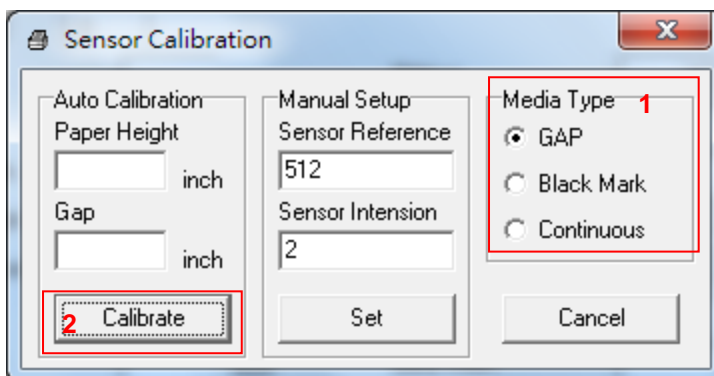 Sensor Calibration
Auto Calibration
Paper Height
inch
Gap
inch
2
Calibrate
Manual Setup
Sensor Reference
512
Sensor Intension
2
Set
Media Type
1
GAP
Black Mark
Continuous
Cancel